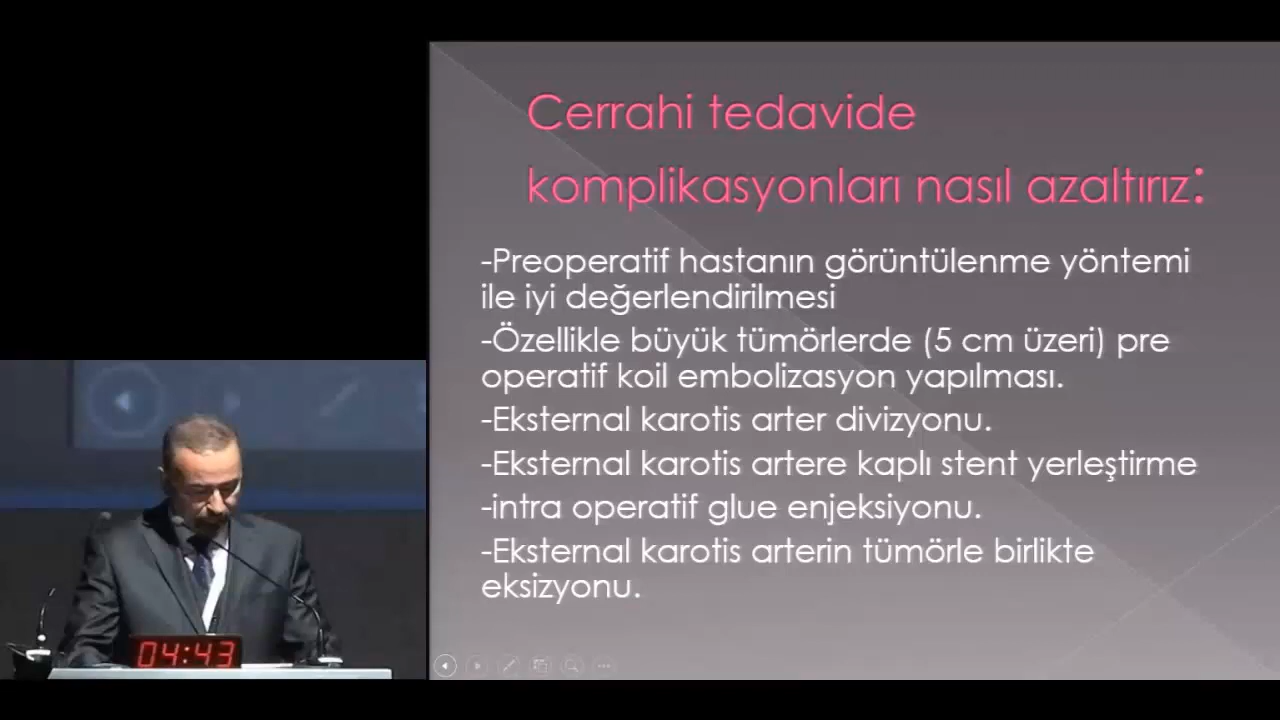 Cerrahi tedavide
komplikasyonları nasıl azaltırız:
-Preoperatif hastanın görüntülenme yöntemi
ile iyi değerlendirilmesi
-Özellikle büyük tümörlerde (5 cm üzeri) pre
operatif koil embolizasyon yapılması.
-Eksternal karotis arter divizyonu.
-Eksternal karotis artere kaplı stent yerleştirme
-intra operatif glue enjeksiyonu.
-Eksternal karotis arterin tümörle birlikte
eksizyonu.
04:43